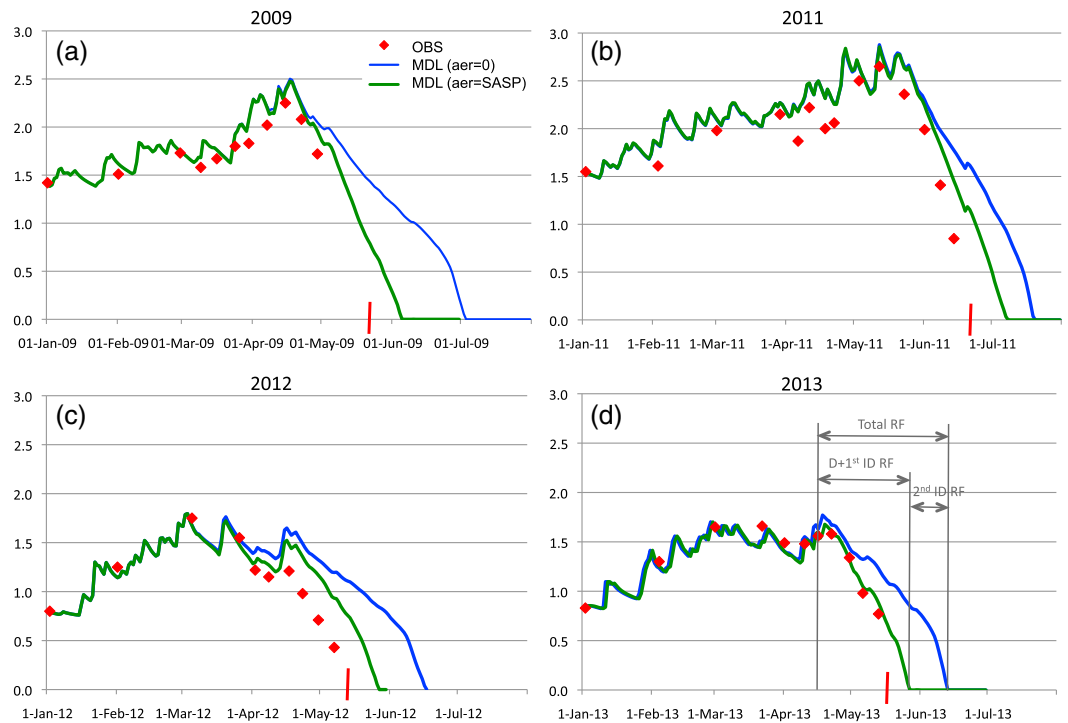 2009
(a)
OBS
MDL (aer=0)
MDL (aer=SASP)
3.0
2.5
2.0
1.5
1.0
0.5
0.0
01-Jan-09 01-Feb-09 01-Mar-09 01-Apr-09 01-May-09 01-Jun-09 01-Jul-09
2011
(b)
3.0
2.5
2.0
1.5
1.0
0.5
0.0
1-Jan-11 1-Feb-11 1-Mar-11 1-Apr-11 1-May-11 1-Jun-11 1-Jul-11
2012
(c)
3.0
2.5
2.0
1.5
1.0
0.5
0.0
1-Jan-12 1-Feb-12 1-Mar-12 1-Apr-12 1-May-12 1-Jun-12 1-Jul-12
2013
(d)
Total RF
D+1st ID RF
2nd ID RF
3.0
2.5
2.0
1.5
1.0
0.5
0.0
1-Jan-13 1-Feb-13 1-Mar-13 1-Apr-13 1-May-13 1-Jun-13 1-Jul-13